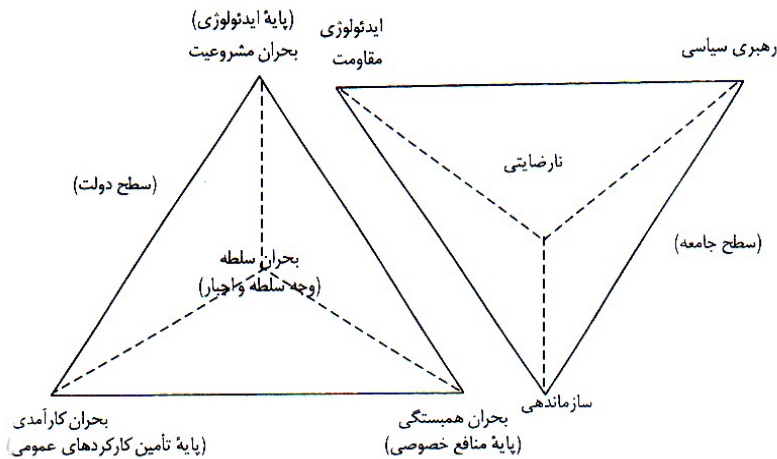 (پایهٔ ایدئولوژی)
بحران مشروعیت
ایدئولوژی
مقاومت
رهبری سیاسی
نارضایتی
(سطح دولت)
(سطح جامعه)
بحران سلطه
(وجه سلطه و اجبار)
سازماندهی
بحران همبستگی
(پایهٔ منافع خصوصی)
بحران کارآمدی
(پایهٔ تأمین کارکردهای عمومی)